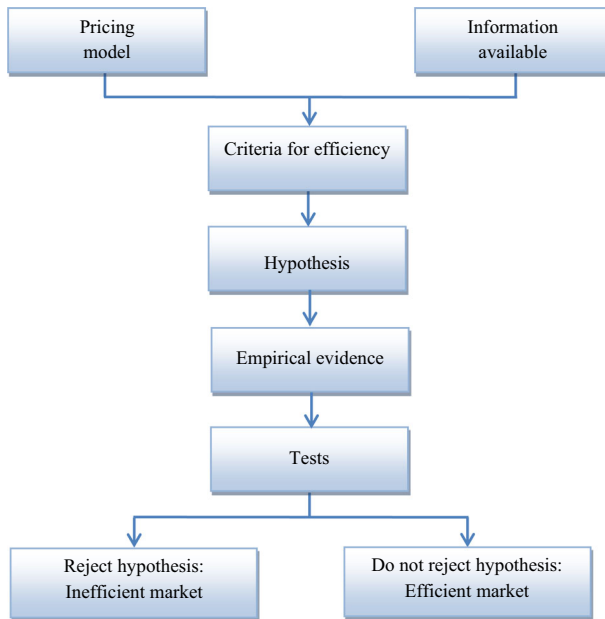 Pricing
model
Information
available
Criteria for efficiency
Hypothesis
Empirical evidence
Tests
Reject hypothesis:
Inefficient market
Do not reject hypothesis:
Efficient market